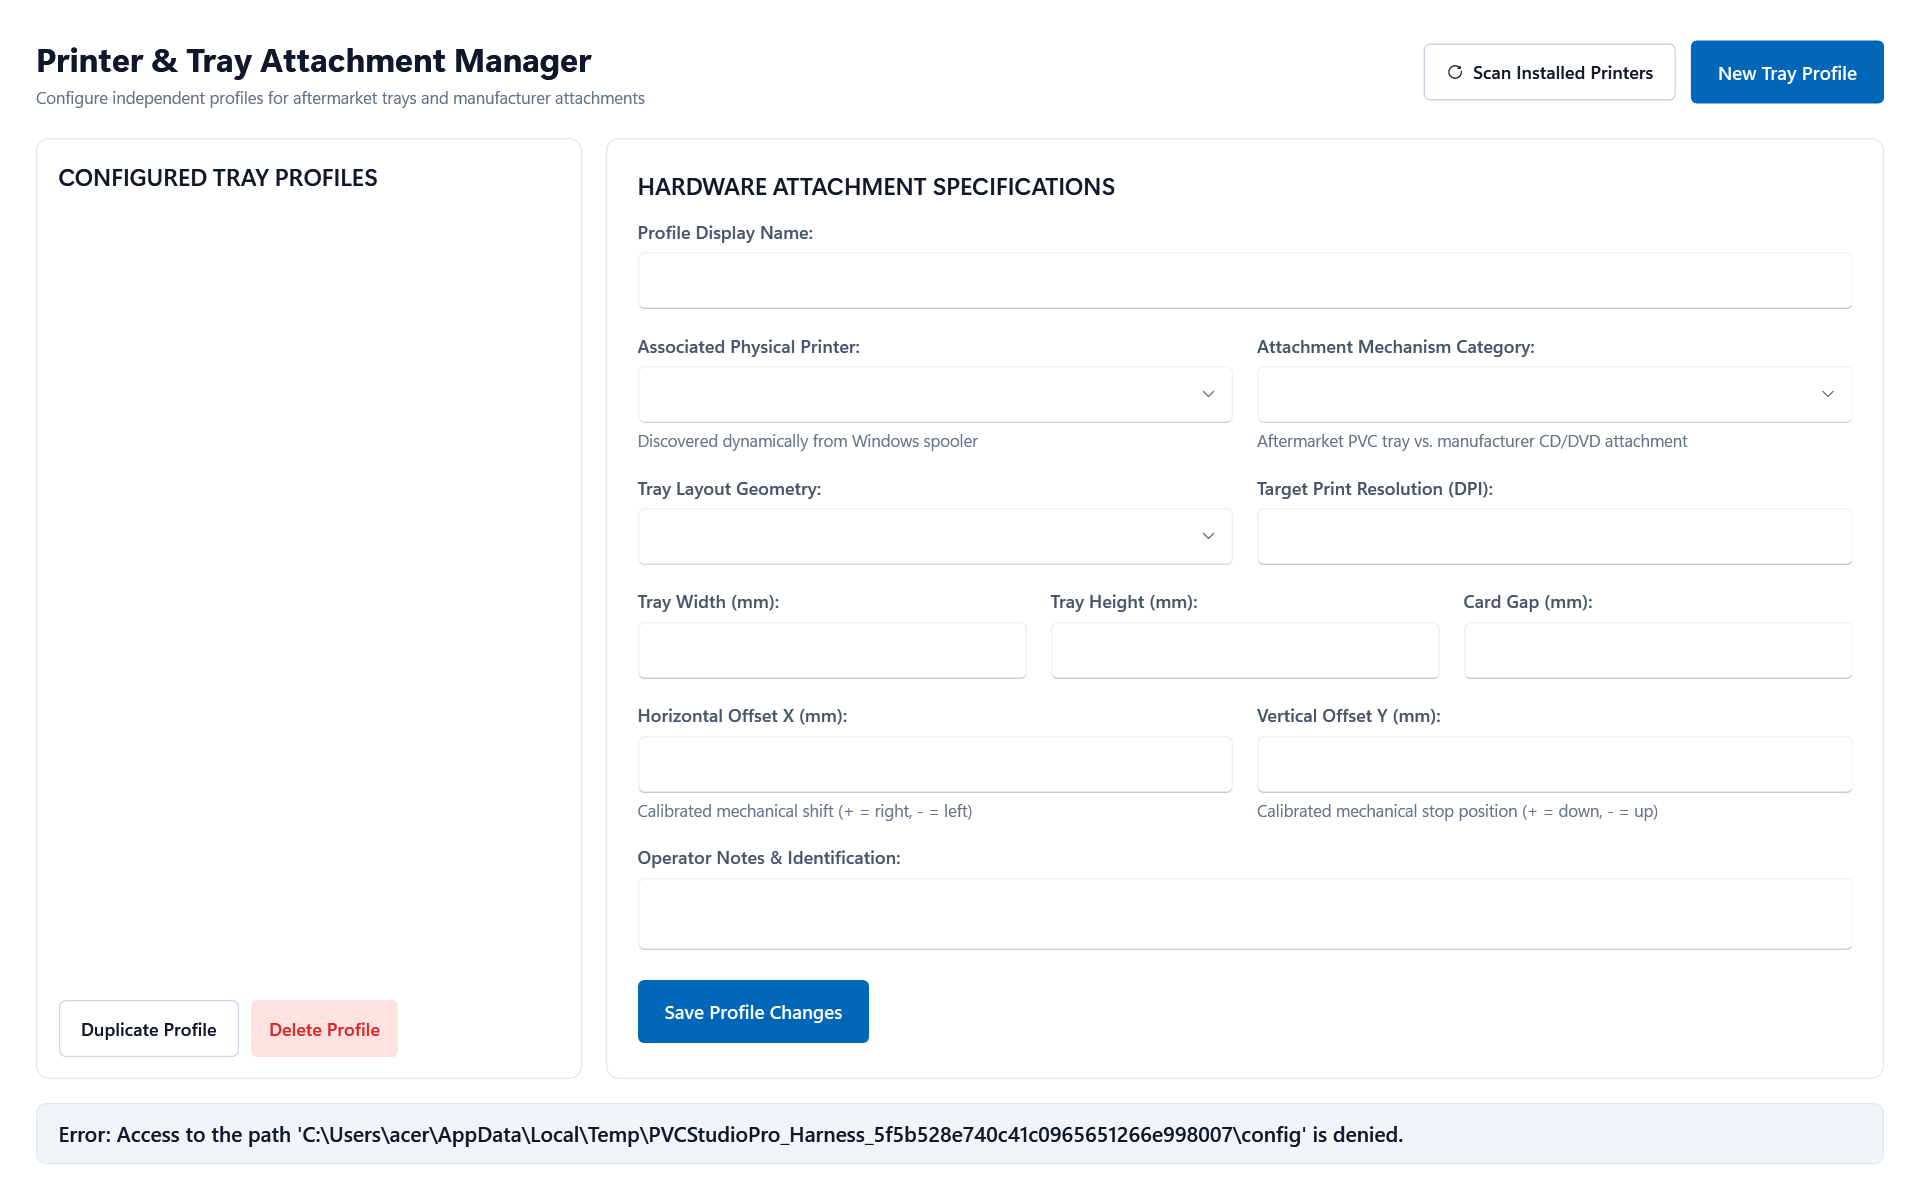 Printer & Tray Attachment Manager
Configure independent profiles for aftermarket trays and manufacturer attachments
Scan Installed Printers
New Tray Profile
CONFIGURED TRAY PROFILES
Duplicate Profile
Delete Profile
HARDWARE ATTACHMENT SPECIFICATIONS
Profile Display Name:
Associated Physical Printer:
Attachment Mechanism Category:
Discovered dynamically from Windows spooler
Aftermarket PVC tray vs. manufacturer CD/DVD attachment
Tray Layout Geometry:
Target Print Resolution (DPI):
Tray Width (mm):
Tray Height (mm):
Card Gap (mm):
Horizontal Offset X (mm):
Vertical Offset Y (mm):
Calibrated mechanical shift (+ = right, - = left)
Calibrated mechanical stop position (+ = down, - = up)
Operator Notes & Identification:
Save Profile Changes
Error: Access to the path 'C:\Users\acer\AppData\Local\Temp\PVCStudioPro_Harness_5f5b528e740c41c0965651266e998007\config' is denied.